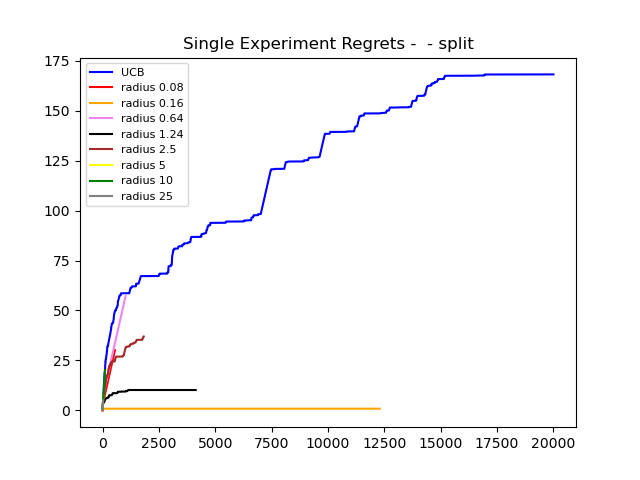 Single Experiment Regrets -  - split
UCB
radius 0.08
radius 0.16
radius 0.64
radius 1.24
radius 2.5
radius 5
radius 10
radius 25
175
150
125
100
75
50
25
0
0 2500 5000 7500 10000 12500 15000 17500 20000